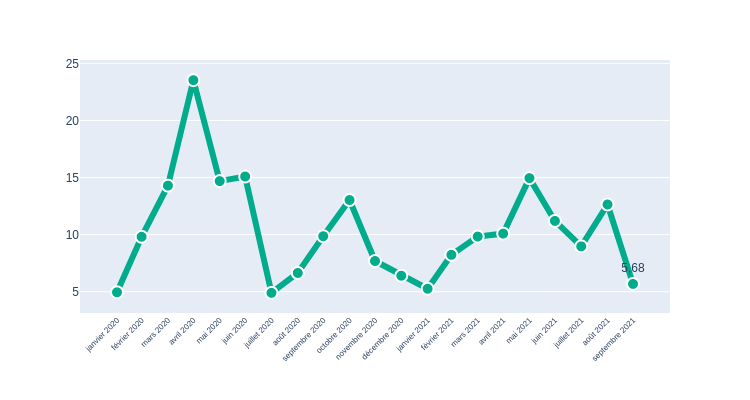 25
20
15
10
5
5.68
janvier 2020
février 2020
mars 2020
avril 2020
mai 2020
juin 2020
juillet 2020
août 2020
septembre 2020
octobre 2020
novembre 2020
décembre 2020
janvier 2021
février 2021
mars 2021
avril 2021
mai 2021
juin 2021
juillet 2021
août 2021
septembre 2021